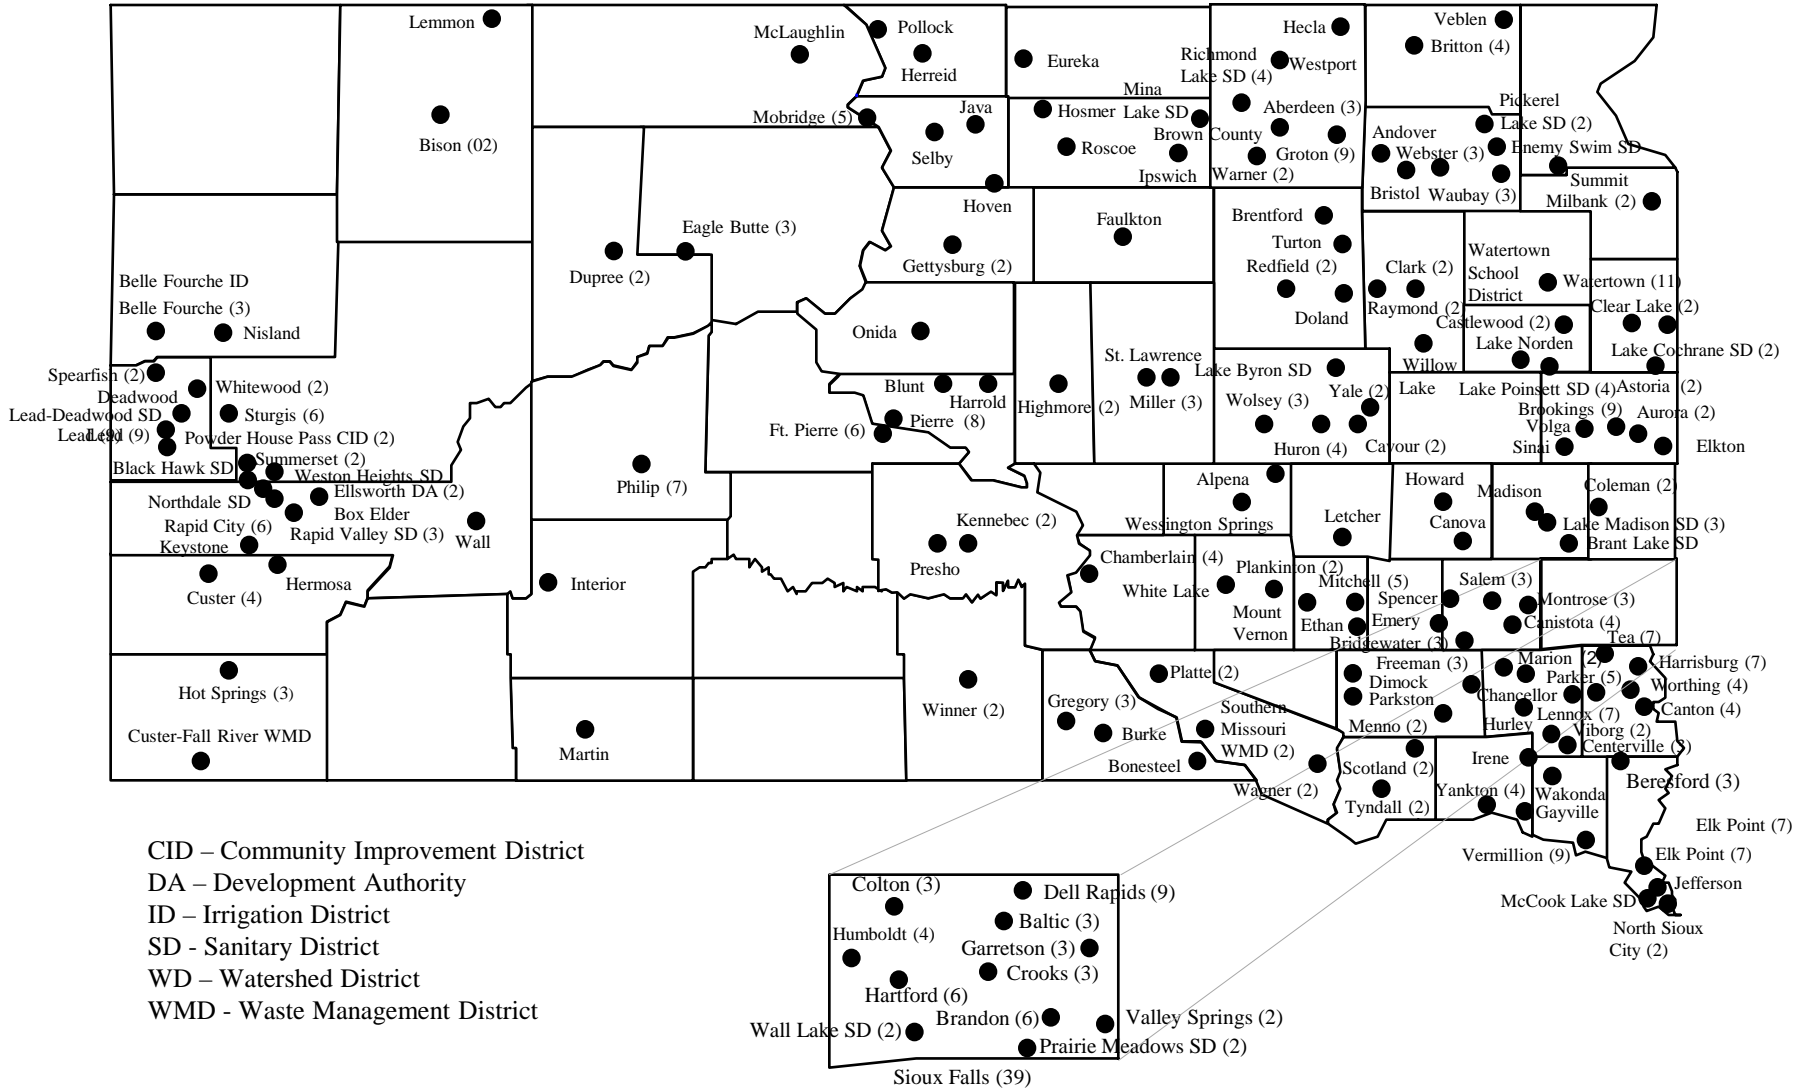 Lemmon
McLaughlin
Pollock
Herreid
Eureka
Hecla
Richmond
Lake SD (4)
Westport
Veblen
Britton (4)
Bison (02)
Mobridge (5)
Java
Selby
Mina
Hosmer
Lake SD
Roscoe
Ipswich
Aberdeen (3)
Brown County
Groton (9)
Warner (2)
Pickerel
Lake SD (2)
Andover
Webster (3)
Enemy Swim SD
Bristol
Waubay (3)
Summit
Milbank (2)
Hoven
Eagle Butte (3)
Dupree (2)
Gettysburg (2)
Faulkton
Brentford
Turton
Redfield (2)
Doland
Clark (2)
Raymond (2)
Watertown
School
District
Watertown (11)
Clear Lake (2)
Belle Fourche ID
Belle Fourche (3)
Nisland
Onida
Castlewood (2)
Lake Norden
Willow
Lake
Lake Cochrane SD (2)
Spearfish (2)
Deadwood
Whitewood (2)
Lead-Deadwood SD
Sturgis (6)
Lead (9)
Lead (9)
Powder House Pass CID (2)
Summerset (2)
Black Hawk SD
Weston Heights SD
Ellsworth DA (2)
Northdale SD
Box Elder
Rapid City (6)
Rapid Valley SD (3)
Keystone
Wall
Hermosa
Custer (4)
Philip (7)
Blunt
Harrold
Pierre (8)
Ft. Pierre (6)
Highmore (2)
St. Lawrence
Miller (3)
Lake Byron SD
Yale (2)
Wolsey (3)
Huron (4)
Cavour (2)
Lake Poinsett SD (4)
Astoria (2)
Brookings (9)
Aurora (2)
Volga
Sinai
Elkton
Kennebec (2)
Presho
Alpena
Wessington Springs
Letcher
Howard
Canova
Madison
Coleman (2)
Lake Madison SD (3)
Brant Lake SD
Interior
Chamberlain (4)
White Lake
Plankinton (2)
Mount
Vernon
Mitchell (5)
Ethan
Spencer
Emery
Bridgewater (3)
Salem (3)
Montrose (3)
Canistota (4)
Hot Springs (3)
Custer-Fall River WMD
Martin
Winner (2)
Gregory (3)
Burke
Bonesteel
Platte (2)
Southern
Missouri
WMD (2)
Wagner (2)
Freeman (3)
Dimock
Parkston
Menno (2)
Scotland (2)
Tyndall (2)
Marion (2)
Chancellor
Parker (5)
Hurley
Lennox (7)
Viborg (2)
Centerville (3)
Tea (7)
Harrisburg (7)
Worthing (4)
Canton (4)
Irene
Yankton (4)
Wakonda
Gayville
Beresford (3)
Vermillion (9)
Elk Point (7)
Elk Point (7)
Jefferson
McCook Lake SD
North Sioux
City (2)
CID – Community Improvement District
DA – Development Authority
ID – Irrigation District
SD - Sanitary District
WD – Watershed District
WMD - Waste Management District
Colton (3)
Dell Rapids (9)
Baltic (3)
Humboldt (4)
Garretson (3)
Crooks (3)
Hartford (6)
Brandon (6)
Valley Springs (2)
Wall Lake SD (2)
Prairie Meadows SD (2)
Sioux Falls (39)